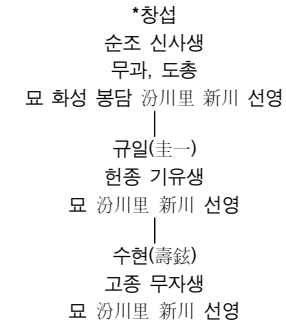 *창섭
순조 신사생
무과, 도총
묘 화성 봉담 汾川里 新川 선영
규일(圭一)
헌종 기유생
묘 汾川里 新川 선영
수현(壽鉉)
고종 무자생
묘 汾川里 新川 선영